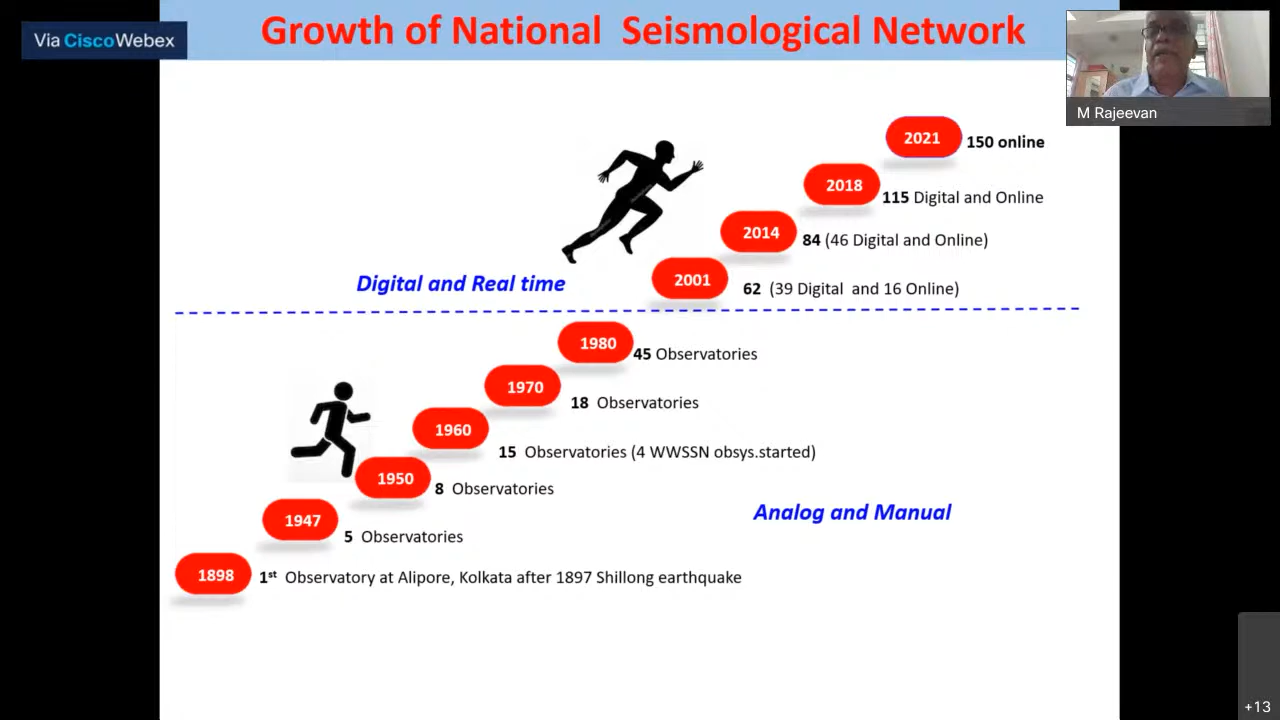 Via Cisco Webex
Growth of National Seismological Network
M Rajeevan
2021 150 online
2018 115 Digital and Online
2014 84 (46 Digital and Online)
2001 62 (39 Digital and 16 Online)
Digital and Real time
1980 45 Observatories
1970 18 Observatories
1960 15 Observatories (4 WWSSN obsys.started)
1950 8 Observatories
Analog and Manual
1947 5 Observatories
1898 1st Observatory at Alipore, Kolkata after 1897 Shillong earthquake
+13